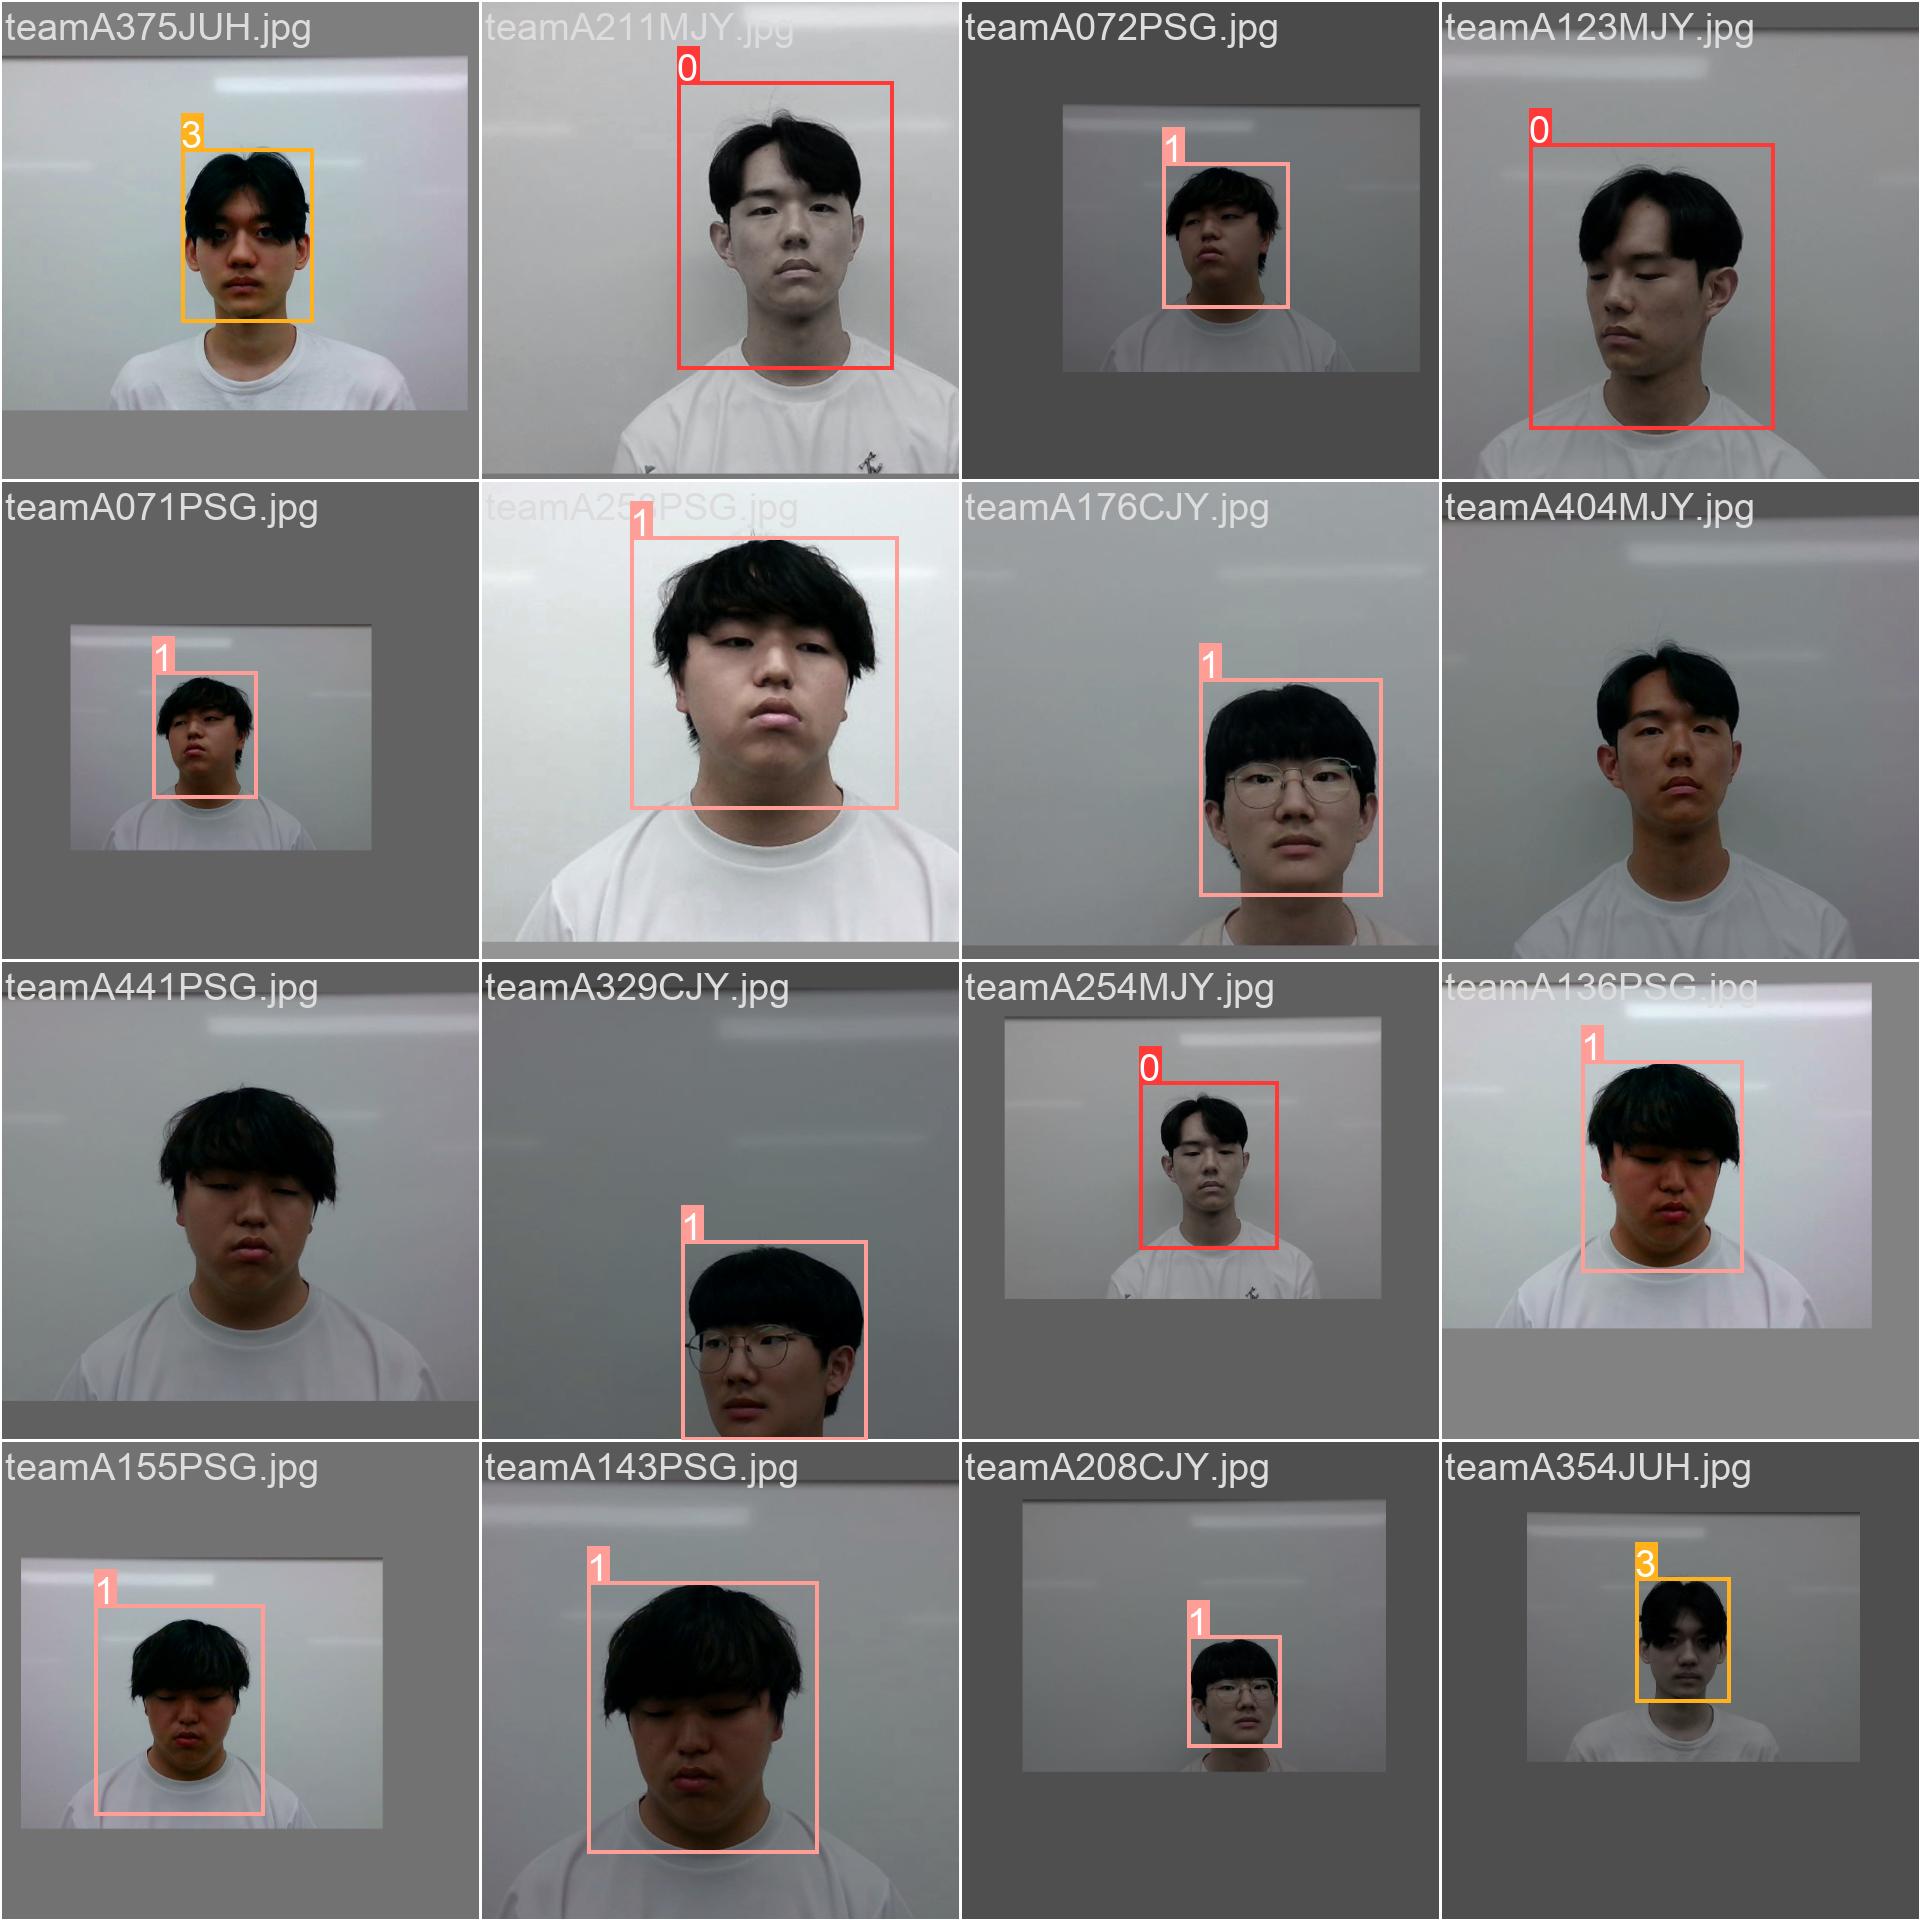 teamA375JUH.jpg
teamA211MJY.jpg
teamA072PSG.jpg
teamA123MJY.jpg
3
0
1
0
teamA071PSG.jpg
PSG.jpg
teamA176CJY.jpg
teamA404MJY.jpg
1
1
1
teamA441PSG.jpg
teamA329CJY.jpg
teamA254MJY.jpg
teamA136PSG.jpg
1
0
1
teamA155PSG.jpg
teamA143PSG.jpg
teamA208CJY.jpg
teamA354JUH.jpg
1
1
1
3